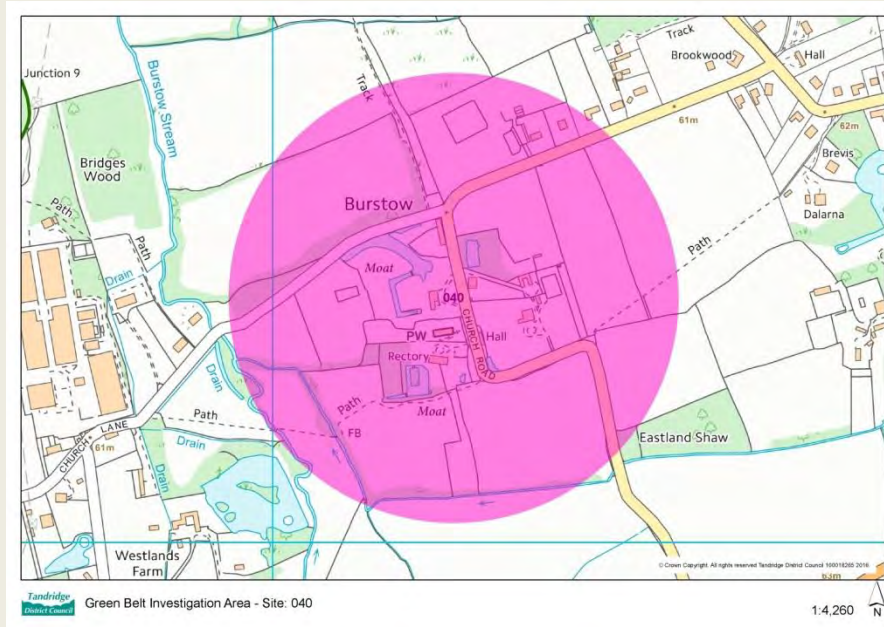 Junction 9
Burstow Stream
Track
Track
Brookwood
Hall
61m
62m
Bridges
Wood
Path
Path
Drain
Burstow
Brevis
Dalarna
Path
Moat
040
CHURCH ROAD
PW
Hall
Rectory
Drain
Path
Path
Moat
FB
CHURCH LANE
61m
Drain
Drain
Eastland Shaw
Westlands
Farm
© Crown Copyright. All rights reserved Tandridge District Council 100018265 2016
63m
Tandridge
District Council
Green Belt Investigation Area - Site: 040
1:4,260
N